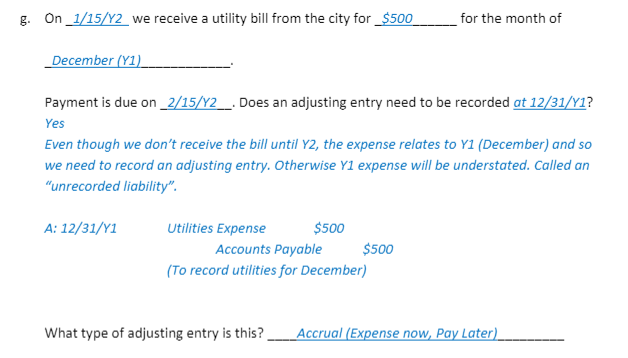 g. On _1/15/Y2_ we receive a utility bill from the city for _$500______ for the month of
_December (Y1)_____________.
Payment is due on _2/15/Y2__. Does an adjusting entry need to be recorded at 12/31/Y1?
Yes
Even though we don't receive the bill until Y2, the expense relates to Y1 (December) and so
we need to record an adjusting entry. Otherwise Y1 expense will be understated. Called an
"unrecorded liability".
A: 12/31/Y1 Utilities Expense $500
Accounts Payable $500
(To record utilities for December)
What type of adjusting entry is this? ____Accrual (Expense now, Pay Later)__________